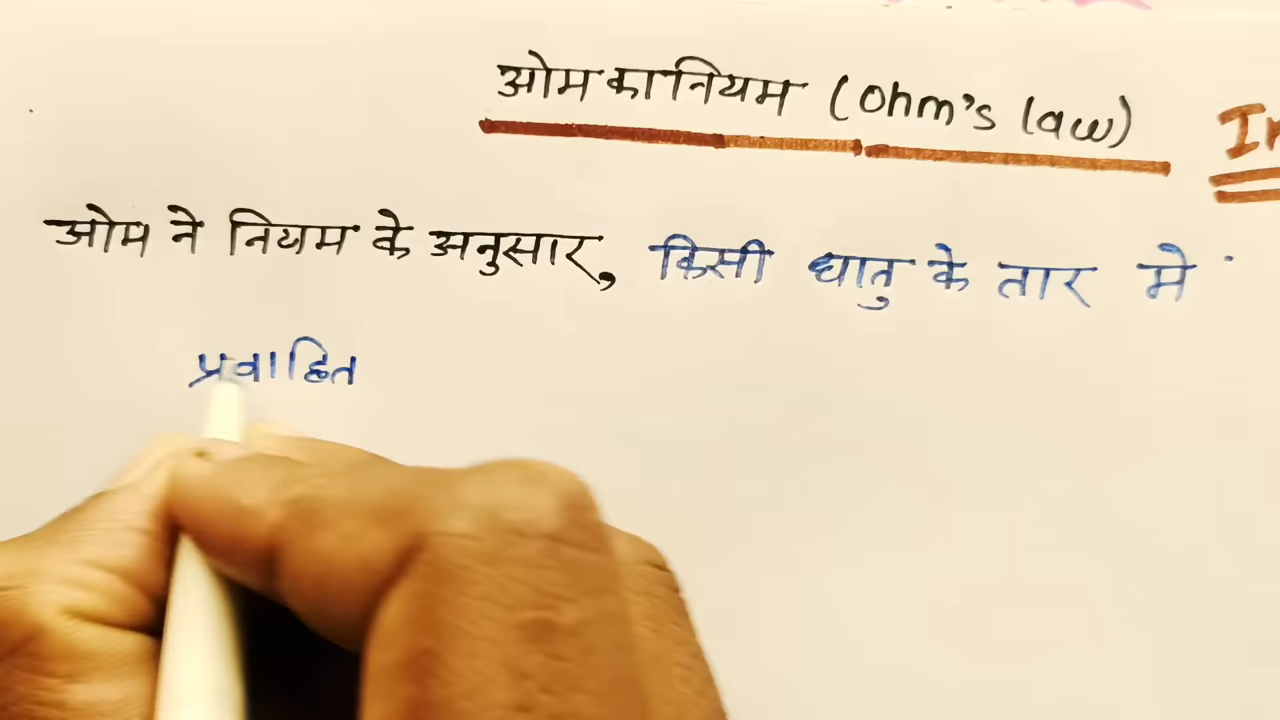 ओम का नियम (Ohm's law)
ओम ने नियम के अनुसार, किसी धातु के तार मे
प्रवाहित